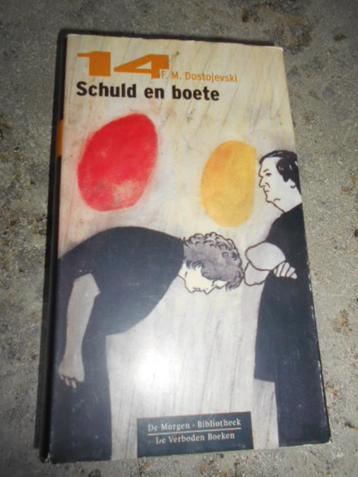 14
F. M. Dostojevski
Schuld en boete
De Morgen • Bibliotheek
De Verboden Boeken